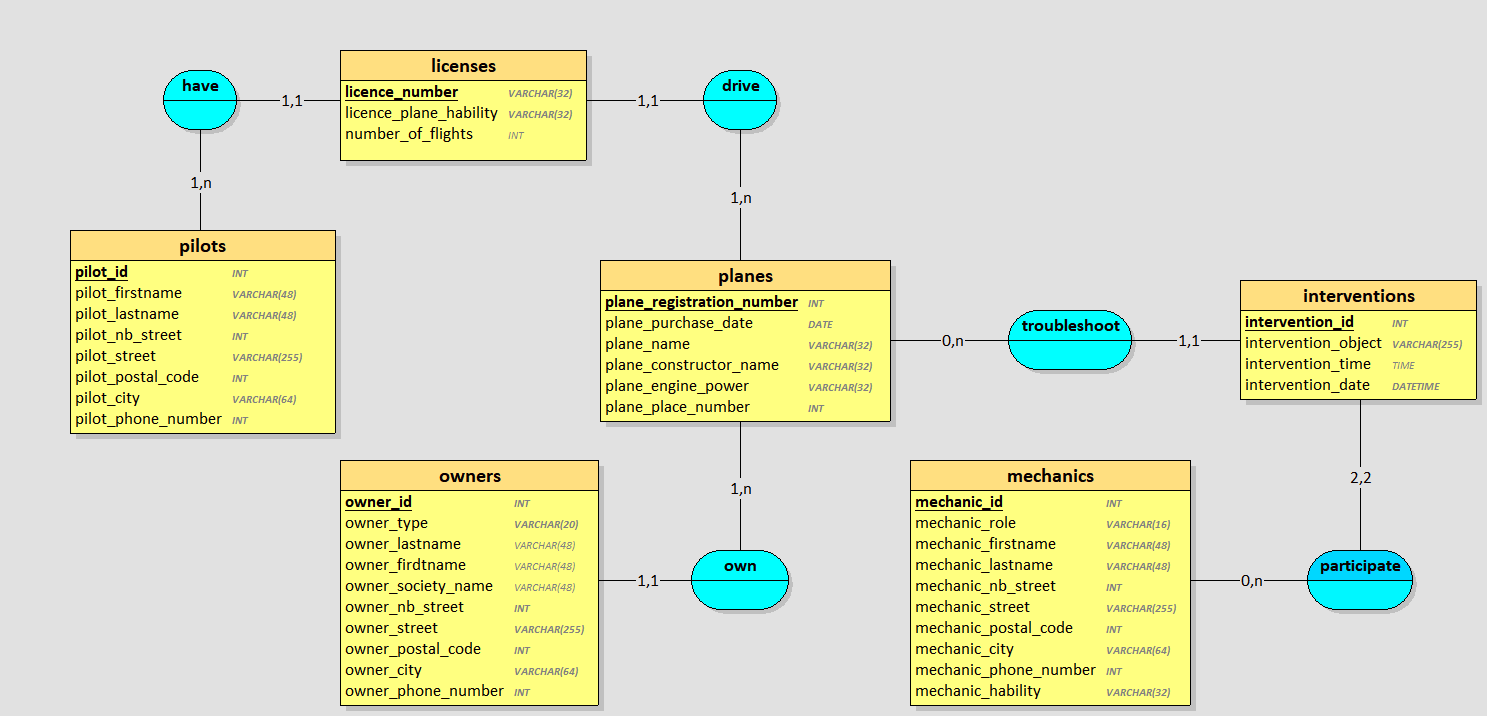 have
1,1
licenses
licence_number VARCHAR(32)
licence_plane_hability VARCHAR(32)
number_of_flights INT
1,1
drive
1,n
1,n
pilots
pilot_id INT
pilot_firstname VARCHAR(48)
pilot_lastname VARCHAR(48)
pilot_nb_street INT
pilot_street VARCHAR(255)
pilot_postal_code INT
pilot_city VARCHAR(64)
pilot_phone_number INT
planes
plane_registration_number INT
plane_purchase_date DATE
plane_name VARCHAR(32)
plane_constructor_name VARCHAR(32)
plane_engine_power VARCHAR(32)
plane_place_number INT
0,n
troubleshoot
1,1
interventions
intervention_id INT
intervention_object VARCHAR(255)
intervention_time TIME
intervention_date DATETIME
owners
owner_id INT
owner_type VARCHAR(20)
owner_lastname VARCHAR(48)
owner_firdtname VARCHAR(48)
owner_society_name VARCHAR(48)
owner_nb_street INT
owner_street VARCHAR(255)
owner_postal_code INT
owner_city VARCHAR(64)
owner_phone_number INT
1,1
1,n
own
mechanics
mechanic_id INT
mechanic_role VARCHAR(16)
mechanic_firstname VARCHAR(48)
mechanic_lastname VARCHAR(48)
mechanic_nb_street INT
mechanic_street VARCHAR(255)
mechanic_postal_code INT
mechanic_city VARCHAR(64)
mechanic_phone_number INT
mechanic_hability VARCHAR(32)
0,n
2,2
participate